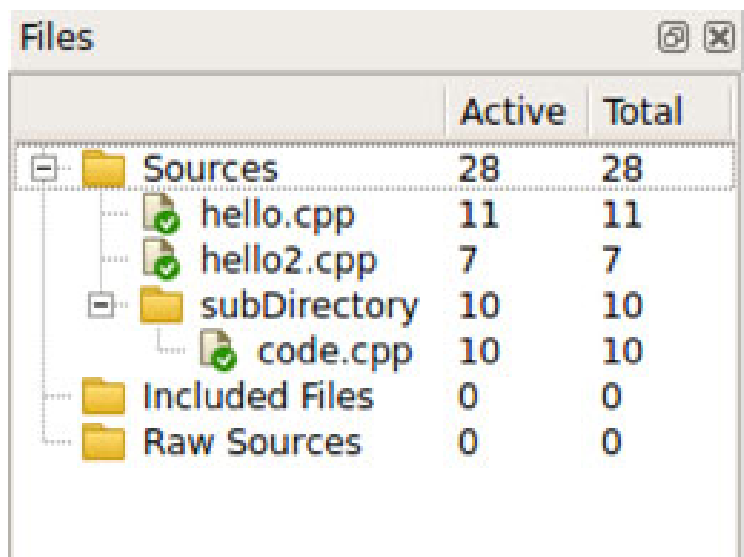 Files
Active Total
Sources 28 28
hello.cpp 11 11
hello2.cpp 7 7
subDirectory 10 10
code.cpp 10 10
Included Files 0 0
Raw Sources 0 0